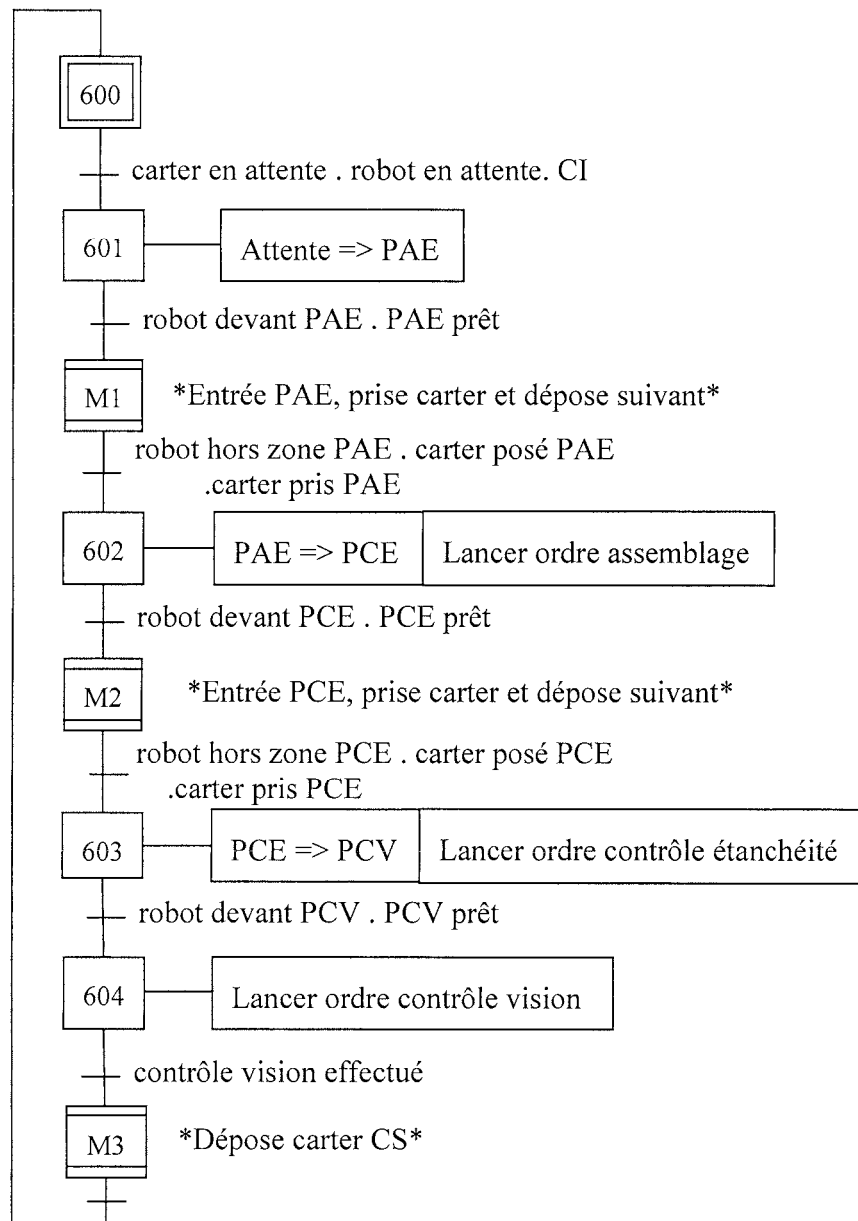 600
carter en attente . robot en attente. CI
601
Attente => PAE
robot devant PAE . PAE prêt
M1
*Entrée PAE, prise carter et dépose suivant*
robot hors zone PAE . carter posé PAE
.carter pris PAE
602
PAE => PCE
Lancer ordre assemblage
robot devant PCE . PCE prêt
M2
*Entrée PCE, prise carter et dépose suivant*
robot hors zone PCE . carter posé PCE
.carter pris PCE
603
PCE => PCV
Lancer ordre contrôle étanchéité
robot devant PCV . PCV prêt
604
Lancer ordre contrôle vision
contrôle vision effectué
M3
*Dépose carter CS*